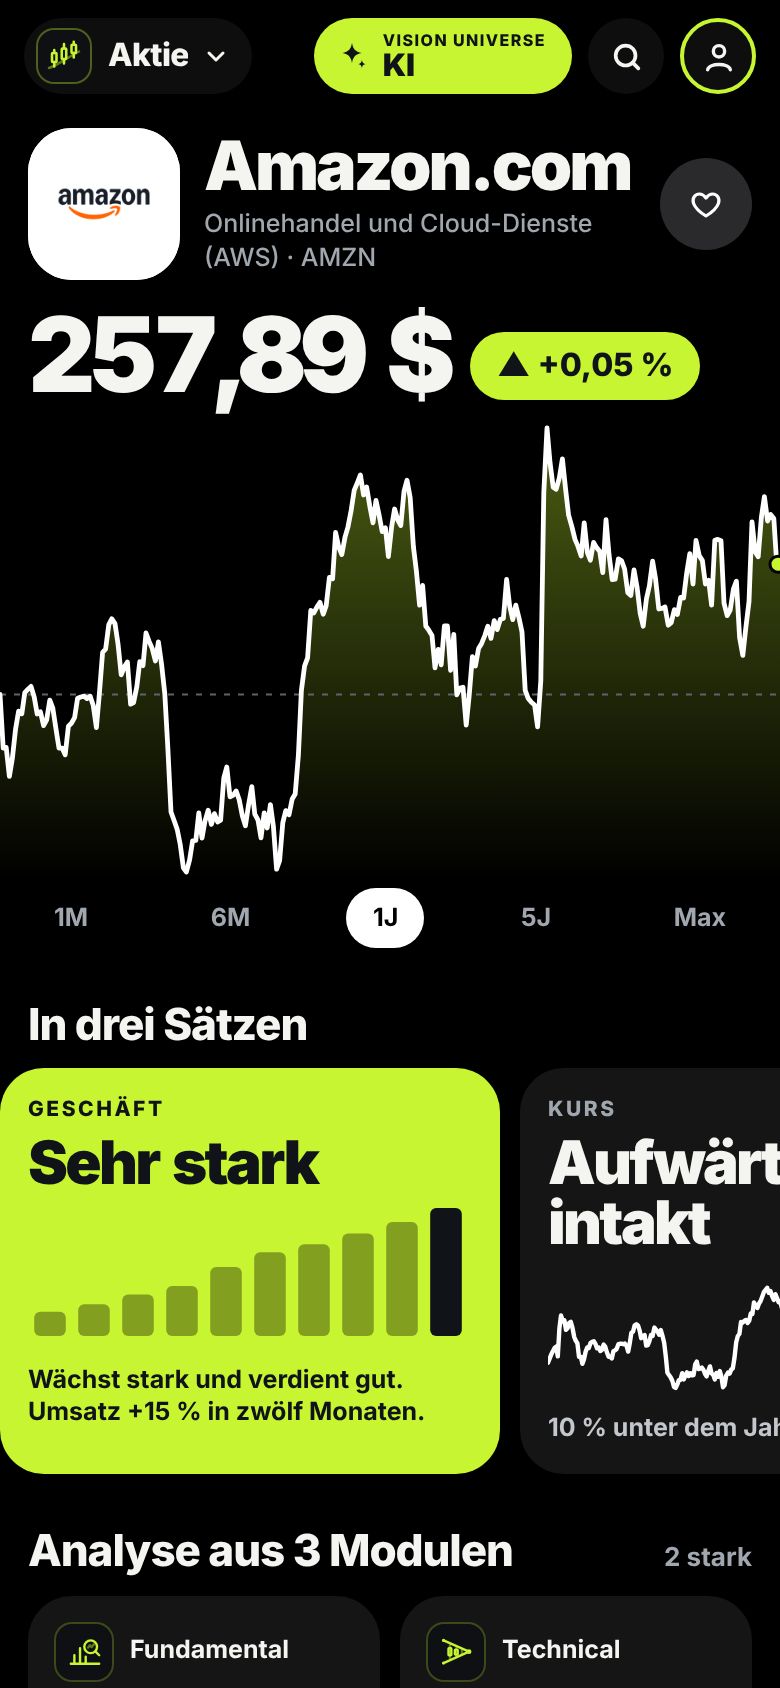 Aktie
VISION UNIVERSE
KI
amazon
Amazon.com
Onlinehandel und Cloud-Dienste
(AWS) · AMZN
257,89 $
▲ +0,05 %
1M
6M
1J
5J
Max
In drei Sätzen
GESCHÄFT
Sehr stark
Wächst stark und verdient gut.
Umsatz +15 % in zwölf Monaten.
KURS
Aufwärt
intakt
10 % unter dem Jah
Analyse aus 3 Modulen
2 stark
Fundamental
Technical